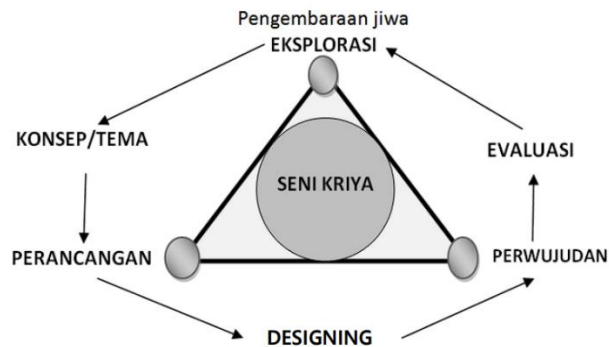 Pengembaraan jiwa
EKSPLORASI
KONSEP/TEMA
EVALUASI
SENI KRIYA
PERANCANGAN
PERWUJUDAN
DESIGNING